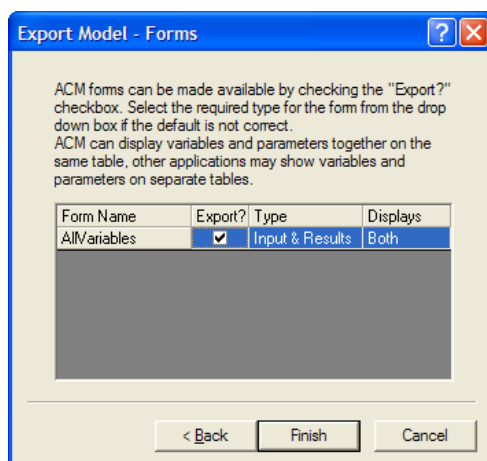 Export Model - Forms
ACM forms can be made available by checking the "Export?"
checkbox. Select the required type for the form from the drop
down box if the default is not correct.
ACM can display variables and parameters together on the
same table, other applications may show variables and
parameters on separate tables.
Form Name Export? Type Displays
AllVariables Input & Results Both
< Back Finish Cancel